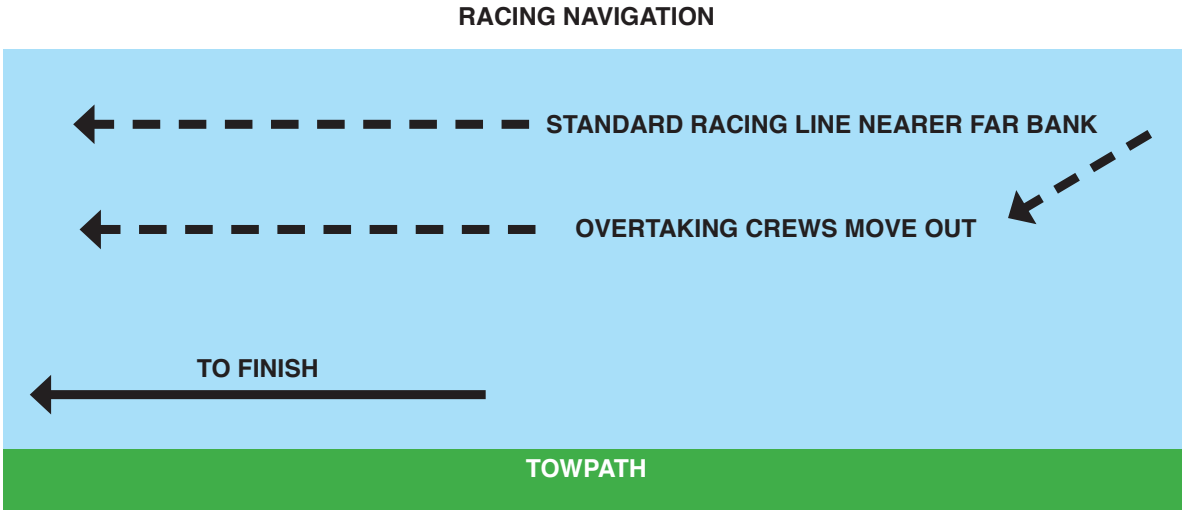 RACING NAVIGATION
STANDARD RACING LINE NEARER FAR BANK
OVERTAKING CREWS MOVE OUT
TO FINISH
TOWPATH